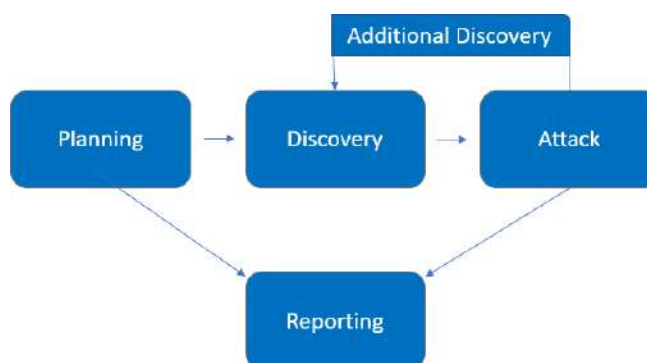 Additional Discovery
Planning
Discovery
Attack
Reporting